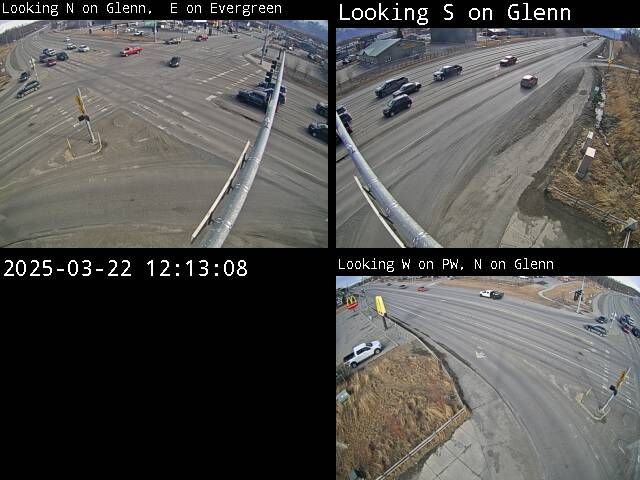 Looking N on Glenn,  E on Evergreen
Looking S on Glenn
2025-03-22 12:13:08
Looking W on PW, N on Glenn